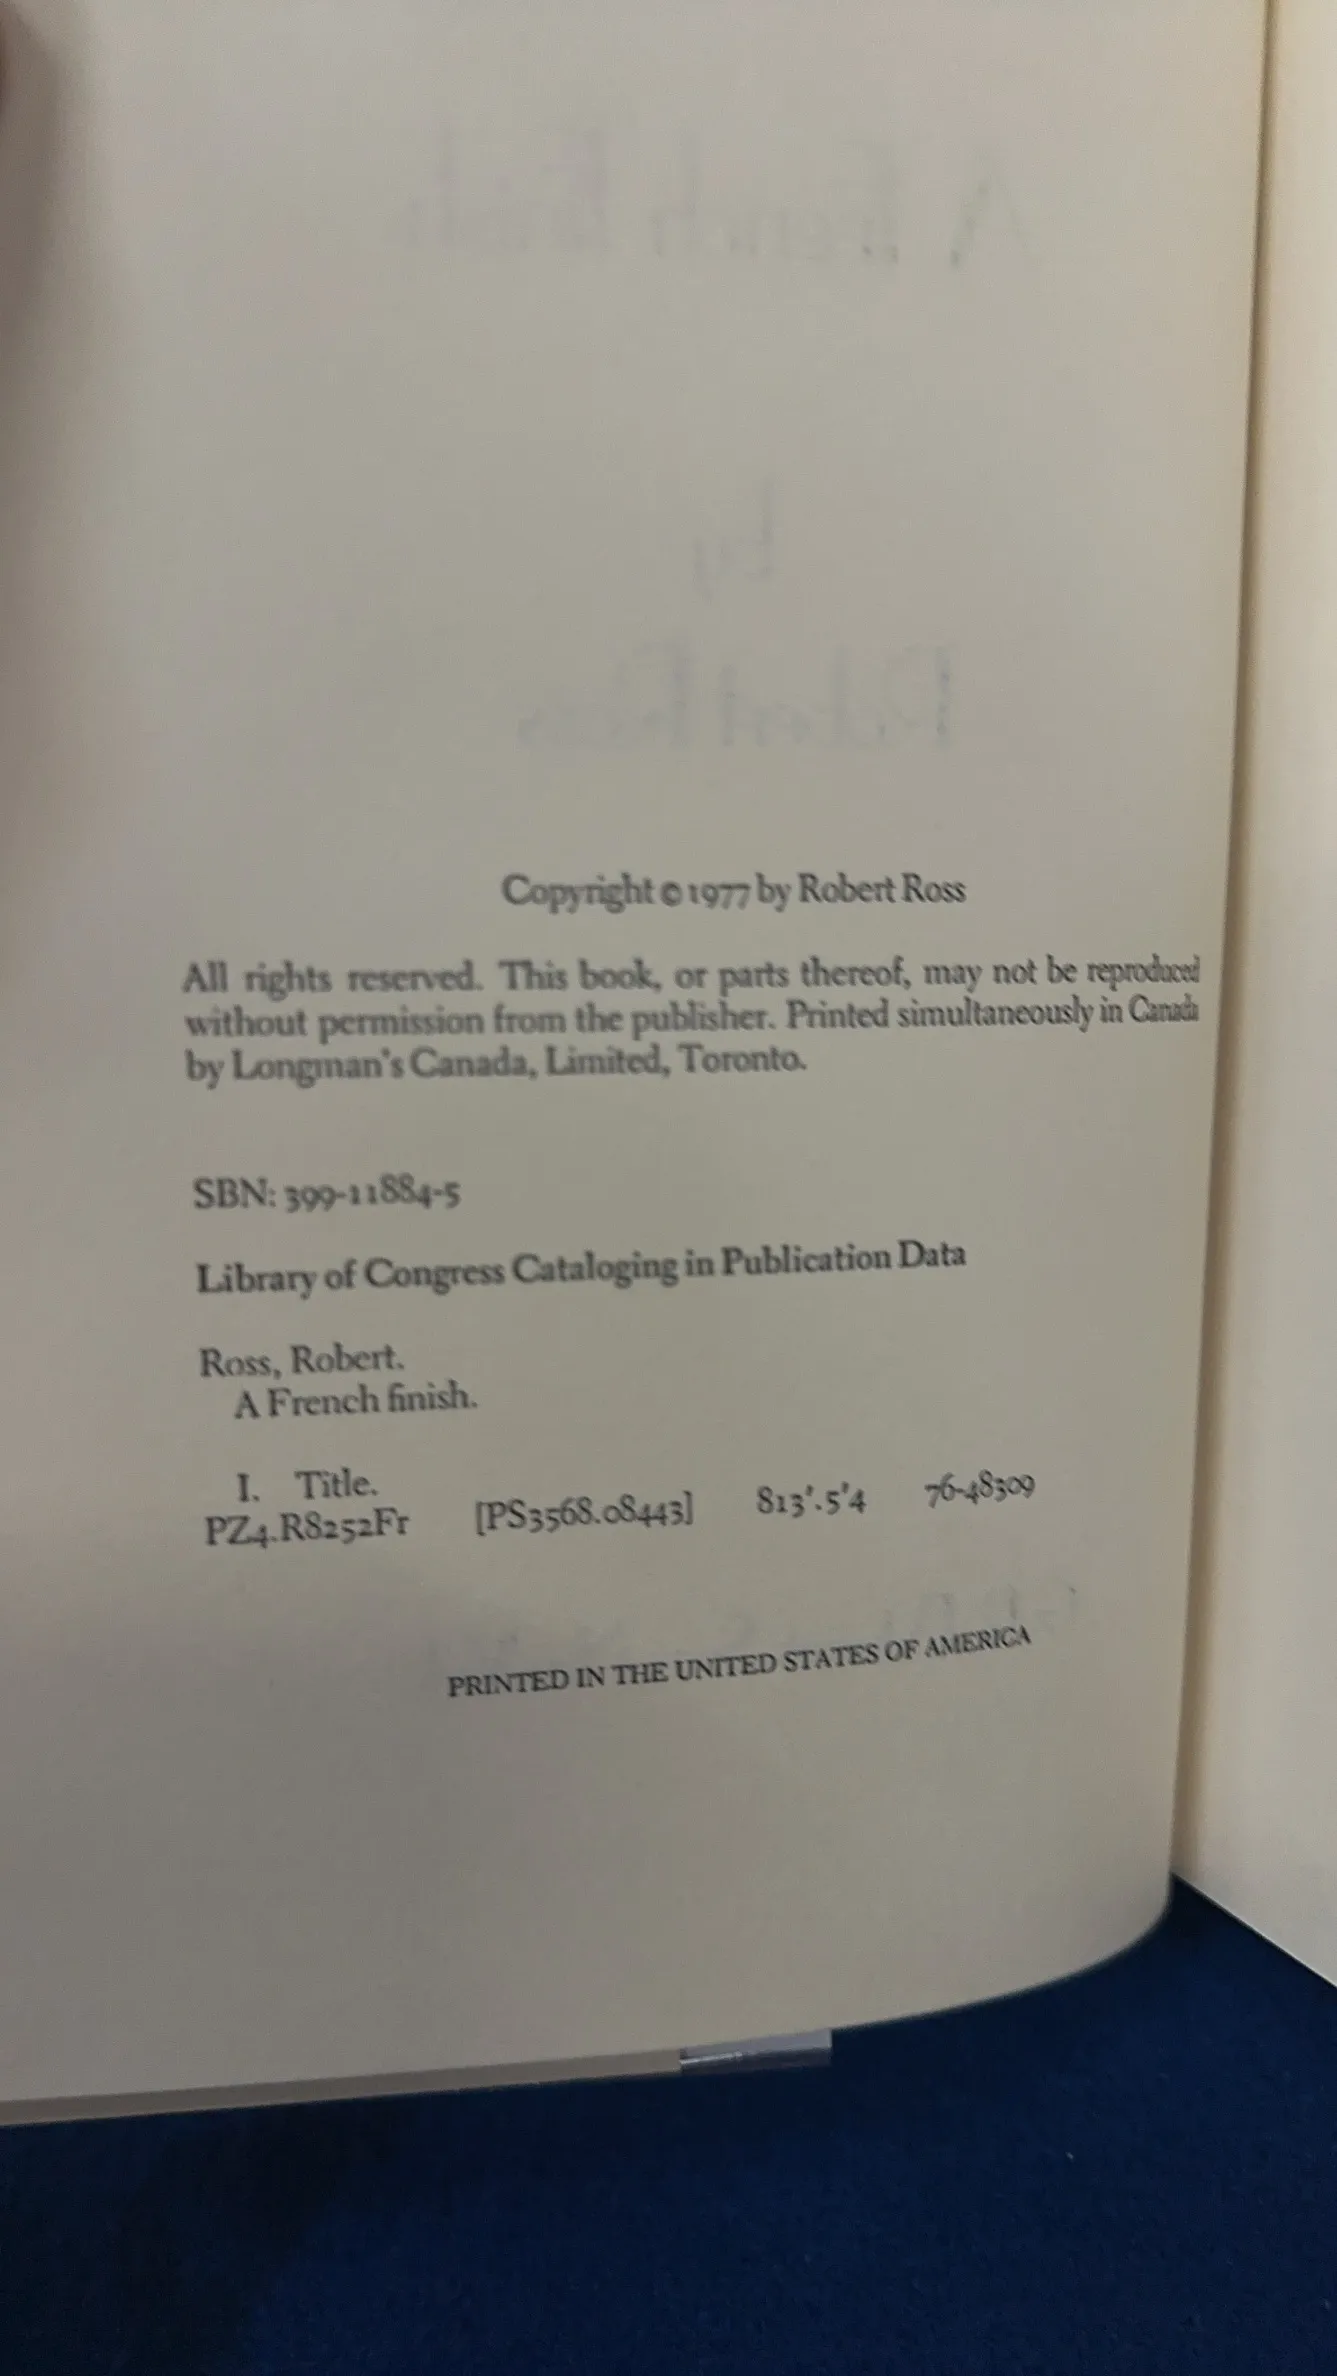 Copyright © 1977 by Robert Ross
All rights reserved. This book, or parts thereof, may not be reproduced
without permission from the publisher. Printed simultaneously in Canada
by Longman's Canada, Limited, Toronto.
SBN: 399-11884-5
Library of Congress Cataloging in Publication Data
Ross, Robert.
A French finish.
I. Title.
PZ4.R8252Fr [PS3568.08443] 813'.5'4 76-48309
PRINTED IN THE UNITED STATES OF AMERICA